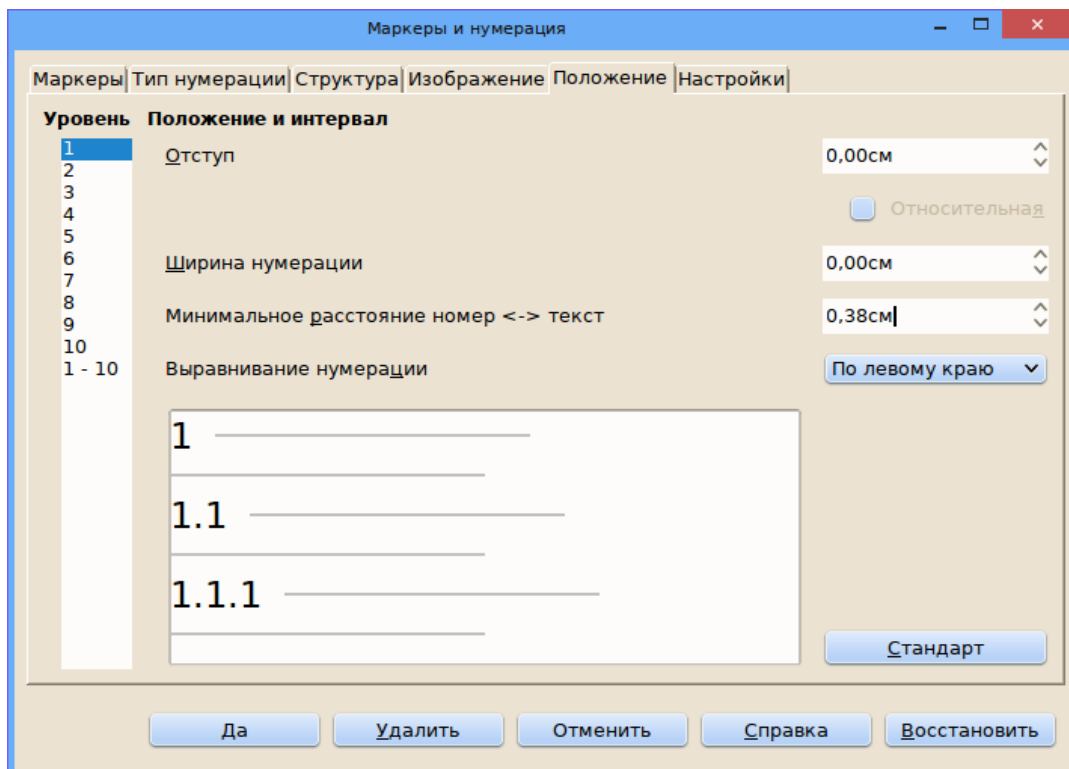 Маркеры и нумерация
Маркеры Тип нумерации Структура Изображение Положение Настройки
Уровень Положение и интервал
1
2
3
4
5
6
7
8
9
10
1 - 10
Отступ 0,00см
Относительная
Ширина нумерации 0,00см
Минимальное расстояние номер <-> текст 0,38см
Выравнивание нумерации По левому краю
1
1.1
1.1.1
Стандарт
Да Удалить Отменить Справка Восстановить